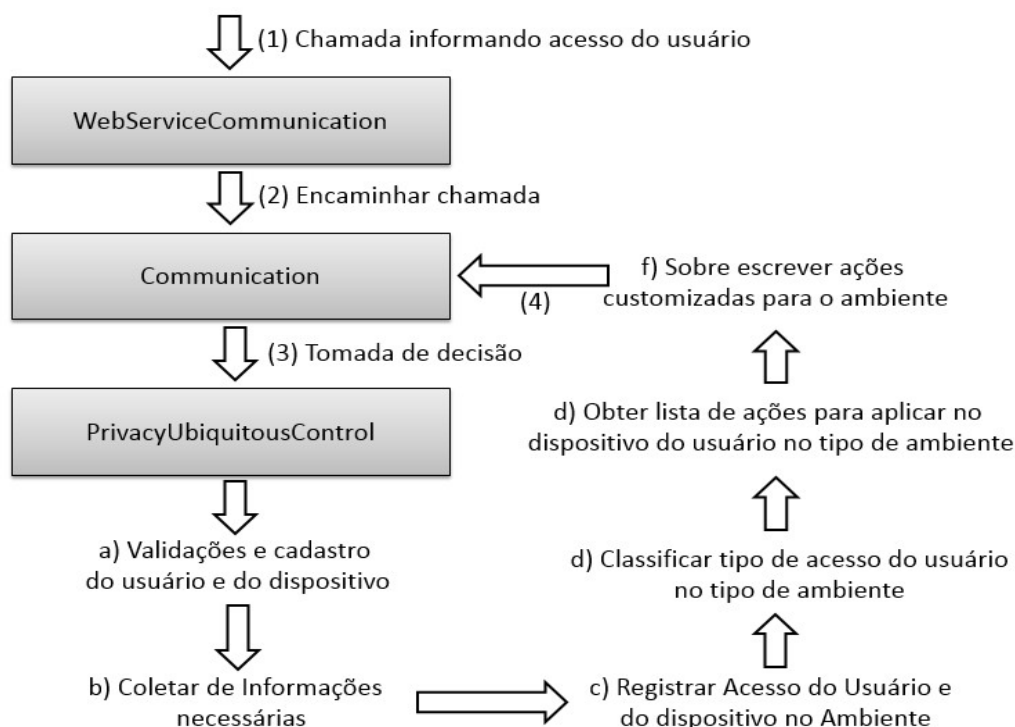 (1) Chamada informando acesso do usuário
WebServiceCommunication
(2) Encaminhar chamada
Communication
(3) Tomada de decisão
PrivacyUbiquitousControl
a) Validações e cadastro
do usuário e do dispositivo
b) Coletar de Informações
necessárias
c) Registrar Acesso do Usuário e
do dispositivo no Ambiente
d) Classificar tipo de acesso do usuário
no tipo de ambiente
d) Obter lista de ações para aplicar no
dispositivo do usuário no tipo de ambiente
f) Sobre escrever ações
customizadas para o ambiente
(4)